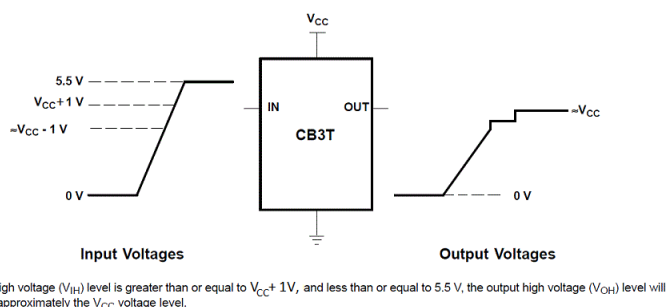 VCC
5.5 V
VCC+1 V
≈VCC - 1 V
IN
OUT
CB3T
≈VCC
0 V
0 V
Input Voltages
Output Voltages
igh voltage (VIH) level is greater than or equal to VCC+ 1V, and less than or equal to 5.5 V, the output high voltage (VOH) level will
approximately the VCC voltage level.